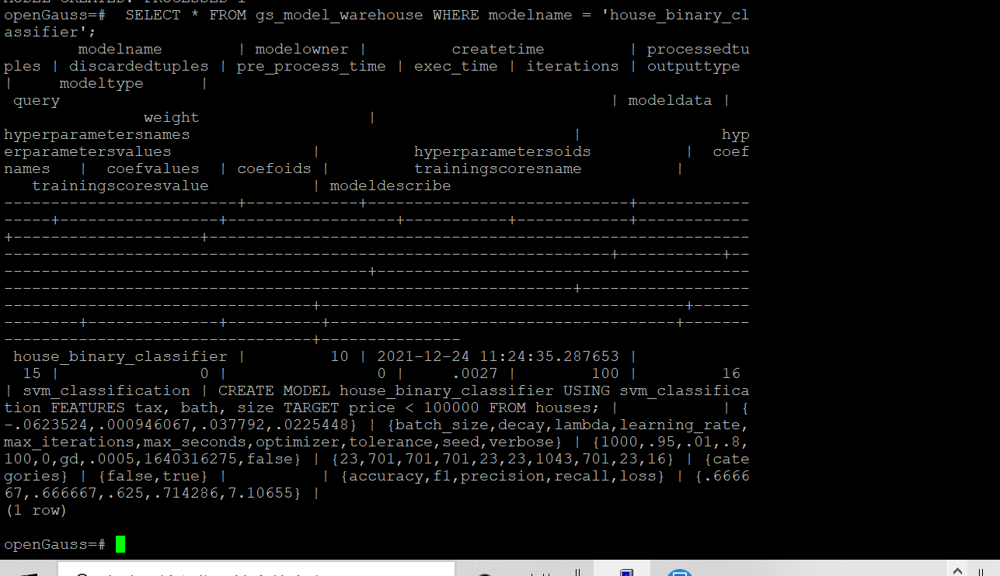 MODEL CREATED. PROCESSED 1
openGauss=#  SELECT * FROM gs_model_warehouse WHERE modelname = 'house_binary_cl
assifier';
        modelname        | modelowner |         createtime         | processedtu
ples | discardedtuples | pre_process_time | exec_time | iterations | outputtype
|     modeltype      |
 query                                                           | modeldata |
               weight                  |
hyperparametersnames                                         |               hyp
erparametersvalues               |          hyperparametersoids          |  coef
names   |  coefvalues  | coefoids |         trainingscoresname          |
   trainingscoresvalue           | modeldescribe
-------------------------+------------+----------------------------+------------
-----+-----------------+------------------+-----------+------------+------------
+--------------------+----------------------------------------------------------
-----------------------------------------------------------------+-----------+--
---------------------------------------+----------------------------------------
-------------------------------------------------------------+------------------
---------------------------------+---------------------------------------+------
--------+--------------+----------+-------------------------------------+-------
---------------------------------+---------------
 house_binary_classifier |         10 | 2021-12-24 11:24:35.287653 |
  15 |               0 |                0 |     .0027 |        100 |         16
| svm_classification | CREATE MODEL house_binary_classifier USING svm_classifica
tion FEATURES tax, bath, size TARGET price < 100000 FROM houses; |           | {
-.0623524,.000946067,.037792,.0225448} | {batch_size,decay,lambda,learning_rate,
max_iterations,max_seconds,optimizer,tolerance,seed,verbose} | {1000,.95,.01,.8,
100,0,gd,.0005,1640316275,false} | {23,701,701,701,23,23,1043,701,23,16} | {cate
gories} | {false,true} |          | {accuracy,f1,precision,recall,loss} | {.6666
67,.666667,.625,.714286,7.10655} |
(1 row)
openGauss=#